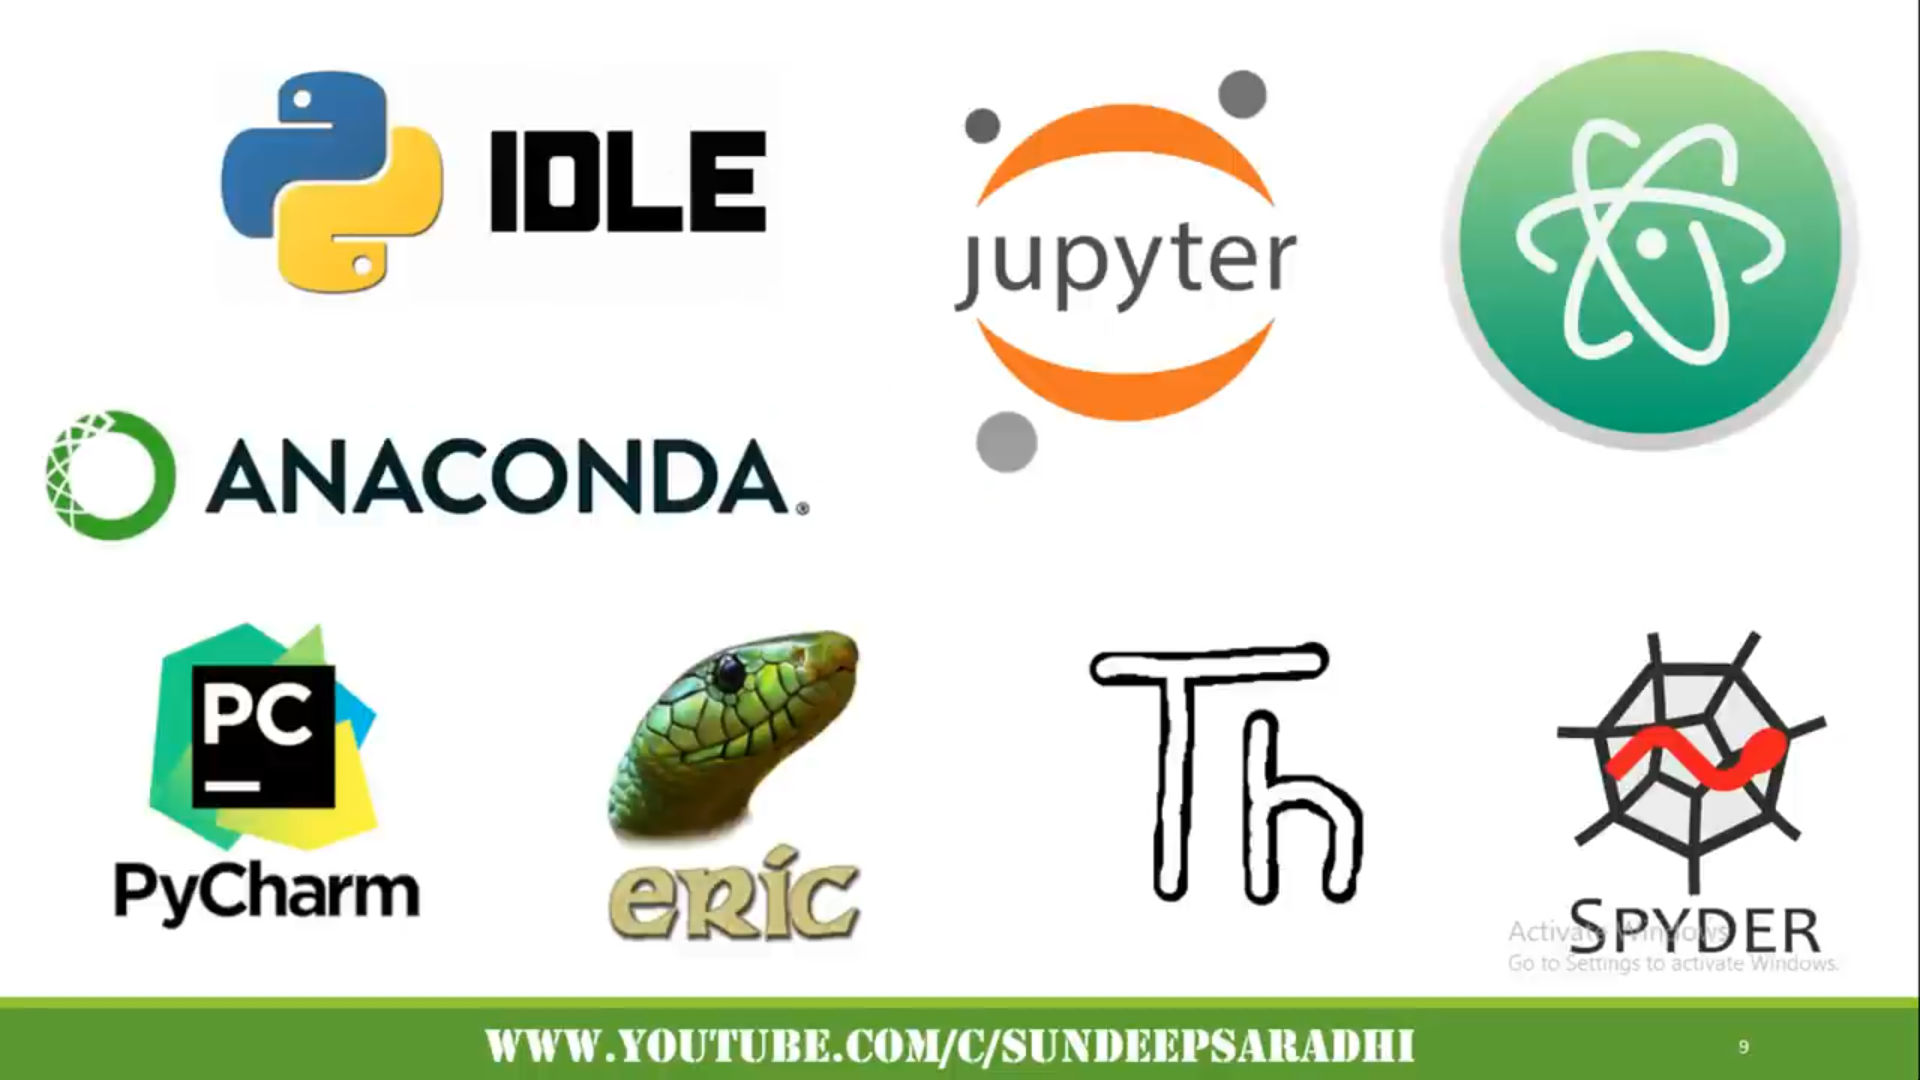 IDLE
jupyter
ANACONDA®
PC
PyCharm
eric
Th
SPYDER
Activate Windows
Go to Settings to activate Windows.
WWW.YOUTUBE.COM/C/SUNDEEPSARADHI
9